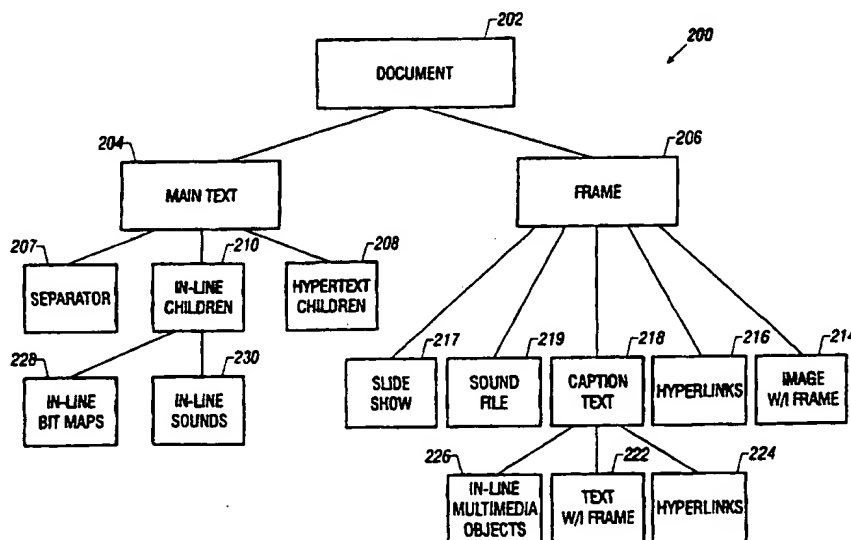 202
200
DOCUMENT
204
206
MAIN TEXT
FRAME
207
210
208
SEPARATOR
IN-LINE
CHILDREN
HYPERTEXT
CHILDREN
217
219
218
216
214
228
230
IN-LINE
BIT MAPS
IN-LINE
SOUNDS
SLIDE
SHOW
SOUND
FILE
CAPTION
TEXT
HYPERLINKS
IMAGE
W/I FRAME
226
222
224
IN-LINE
MULTIMEDIA
OBJECTS
TEXT
W/I FRAME
HYPERLINKS